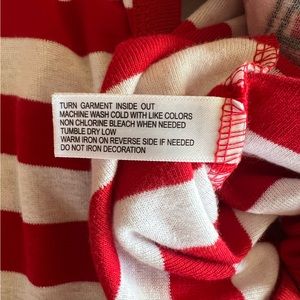 TURN GARMENT INSIDE OUT
MACHINE WASH COLD WITH LIKE COLORS
NON CHLORINE BLEACH WHEN NEEDED
TUMBLE DRY LOW
WARM IRON ON REVERSE SIDE IF NEEDED
DO NOT IRON DECORATION